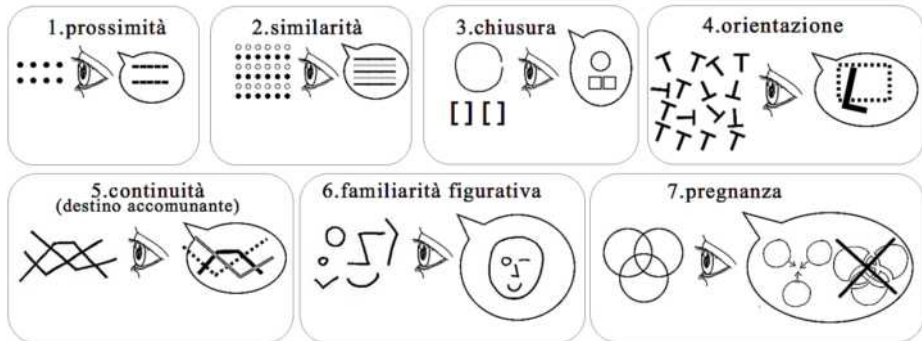 1.prossimità
2.similarità
3.chiusura
4.orientazione
5.continuità
(destino accomunante)
6.familiarità figurativa
7.pregnanza